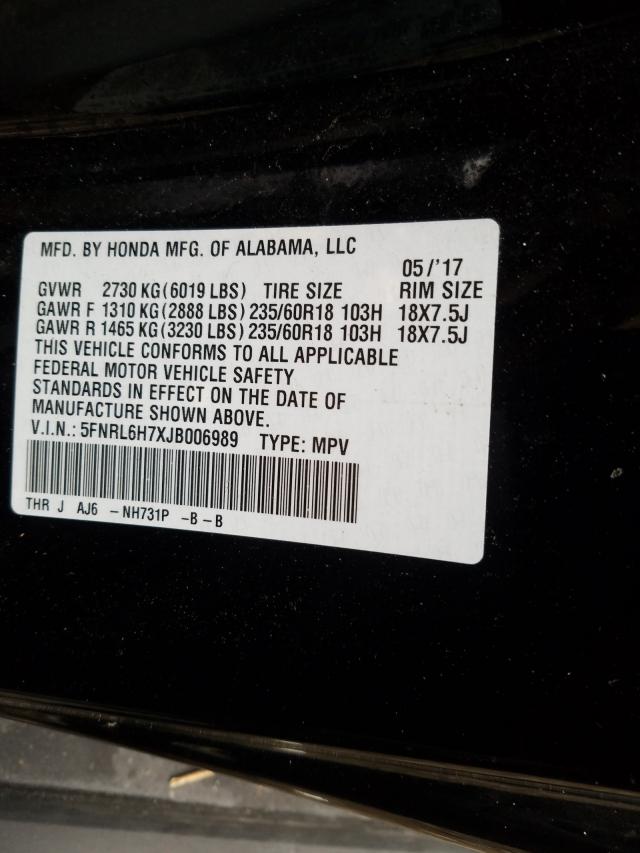 MFD. BY HONDA MFG. OF ALABAMA, LLC
05/'17
GVWR 2730 KG (6019 LBS) TIRE SIZE RIM SIZE
GAWR F 1310 KG (2888 LBS) 235/60R18 103H 18X7.5J
GAWR R 1465 KG (3230 LBS) 235/60R18 103H 18X7.5J
THIS VEHICLE CONFORMS TO ALL APPLICABLE
FEDERAL MOTOR VEHICLE SAFETY
STANDARDS IN EFFECT ON THE DATE OF
MANUFACTURE SHOWN ABOVE.
V.I.N.: 5FNRL6H7XJB006989 TYPE: MPV
THR J AJ6 -NH731P -B-B